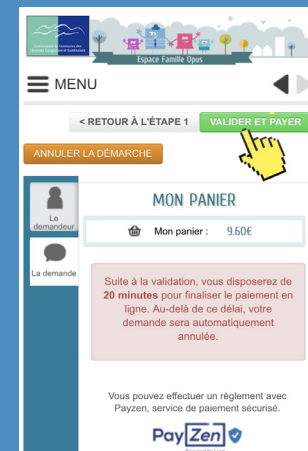 Espace Famille Opus
MENU
< RETOUR À L'ÉTAPE 1
VALIDER ET PAYER
ANNULER LA DÉMARCHE
Le
demandeur
La demande
MON PANIER
Mon panier : 9.60€
Suite à la validation, vous disposerez de
20 minutes pour finaliser le paiement en
ligne. Au-delà de ce délai, votre
demande sera automatiquement
annulée.
Vous pouvez effectuer un règlement avec
Payzen, service de paiement sécurisé.
PayZen